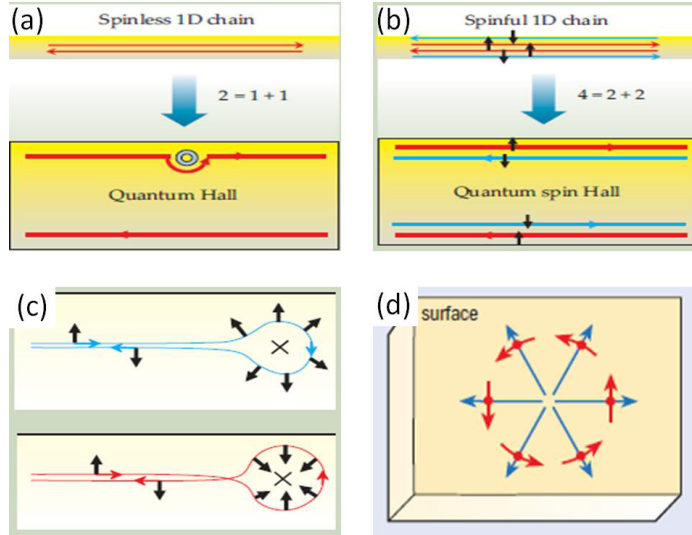 (a)
Spinless 1D chain
2 = 1 + 1
Quantum Hall
(b)
Spinful 1D chain
4 = 2 + 2
Quantum spin Hall
(c)
(d)
surface